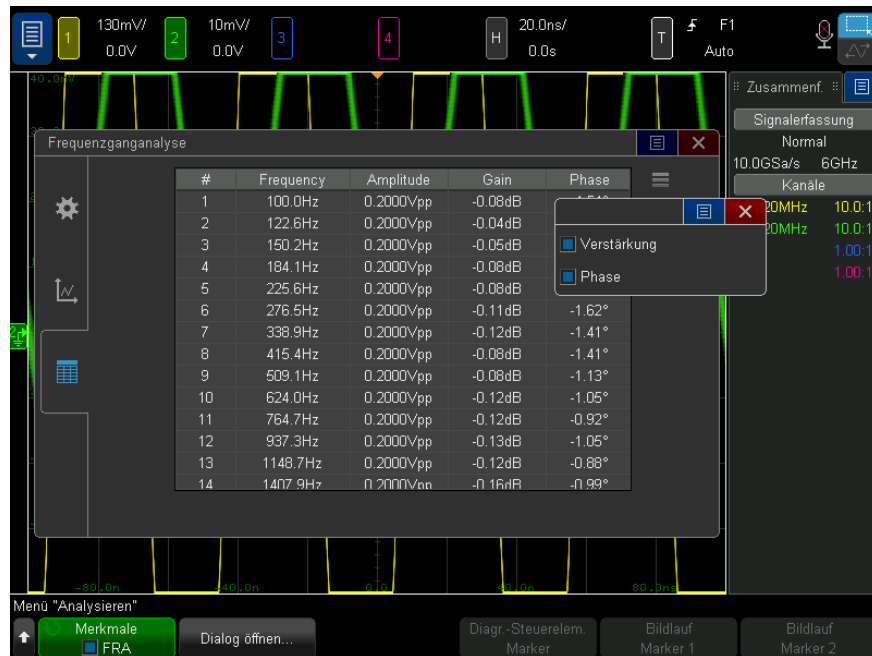 1 130mV/ 2 10mV/ 3 4 H 20.0ns/ T F1
0.0V 0.0V 0.0s Auto
40.0mV
Zusammenf.
Signalerfassung
Normal
10.0GSa/s 6GHz
Kanäle
20MHz 10.0:1
20MHz 10.0:1
1.00:1
1.00:1
Frequenzganganalyse
# Frequency Amplitude Gain Phase
1 100.0Hz 0.2000Vpp -0.08dB
2 122.6Hz 0.2000Vpp -0.04dB
3 150.2Hz 0.2000Vpp -0.05dB
4 184.1Hz 0.2000Vpp -0.08dB
5 225.6Hz 0.2000Vpp -0.08dB
6 276.5Hz 0.2000Vpp -0.11dB -1.62°
7 338.9Hz 0.2000Vpp -0.12dB -1.41°
8 415.4Hz 0.2000Vpp -0.08dB -1.41°
9 509.1Hz 0.2000Vpp -0.08dB -1.13°
10 624.0Hz 0.2000Vpp -0.12dB -1.05°
11 764.7Hz 0.2000Vpp -0.12dB -0.92°
12 937.3Hz 0.2000Vpp -0.13dB -1.05°
13 1148.7Hz 0.2000Vpp -0.12dB -0.88°
14 1407.9Hz 0.2000Vpp -0.16dB -0.99°
Verstärkung
Phase
2
-80.0n -40.0n 0.0 40.0n 80.0ns
Menü "Analysieren"
Merkmale
FRA
Dialog öffnen...
Diagr.-Steuerelem.
Marker
Bildlauf
Marker 1
Bildlauf
Marker 2